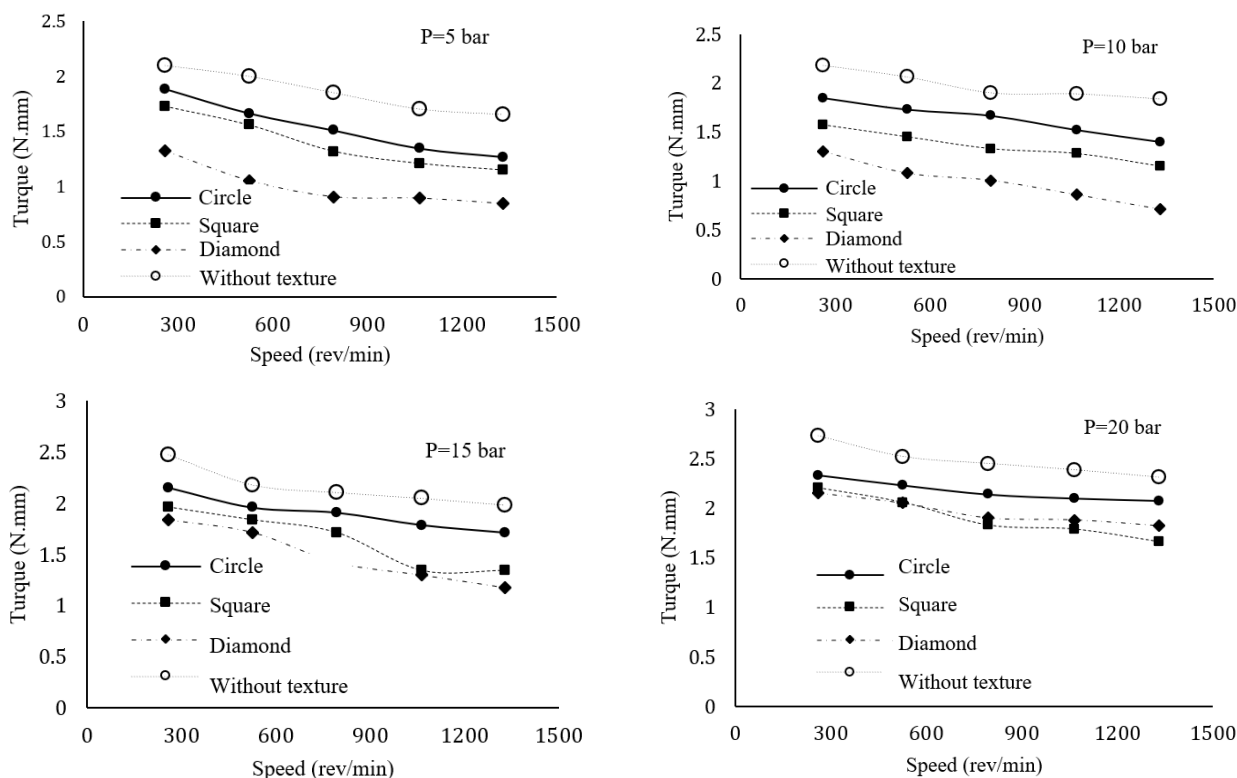 P=5 bar
Turque (N.mm)
2.5
2
1.5
1
0.5
0
Circle
Square
Diamond
Without texture
0 300 600 900 1200 1500
Speed (rev/min)
P=10 bar
Turque (N.mm)
2.5
2
1.5
1
0.5
0
Circle
Square
Diamond
Without texture
0 300 600 900 1200 1500
Speed (rev/min)
P=15 bar
Turque (N.mm)
3
2.5
2
1.5
1
0.5
0
Circle
Square
Diamond
Without texture
0 300 600 900 1200 1500
Speed (rev/min)
P=20 bar
Turque (N.mm)
3
2.5
2
1.5
1
0.5
0
Circle
Square
Diamond
Without texture
0 300 600 900 1200 1500
Speed (rev/min)